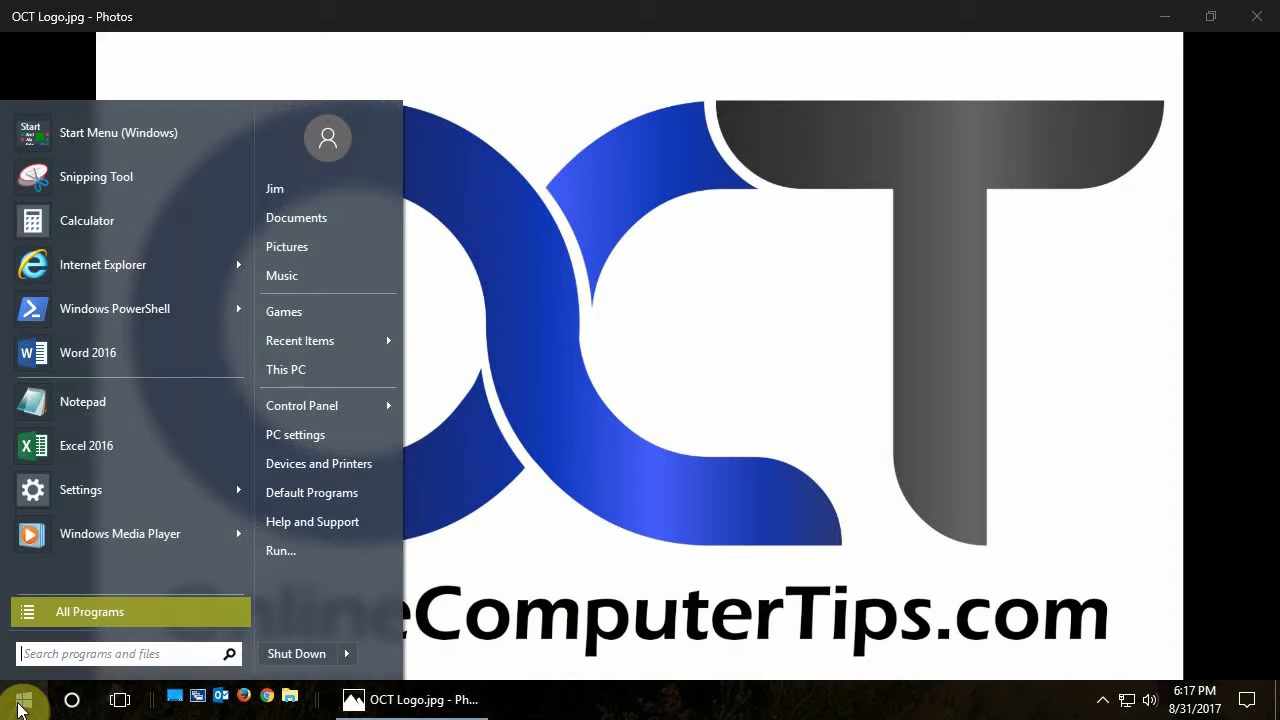 OCT Logo.jpg - Photos
OCT
OnlineComputerTips.com
Start
Start Menu (Windows)
Snipping Tool
Calculator
Internet Explorer
Windows PowerShell
Word 2016
Notepad
Excel 2016
Settings
Windows Media Player
All Programs
Search programs and files
Jim
Documents
Pictures
Music
Games
Recent Items
This PC
Control Panel
PC settings
Devices and Printers
Default Programs
Help and Support
Run...
Shut Down
OCT Logo.jpg - Ph...
6:17 PM
8/31/2017